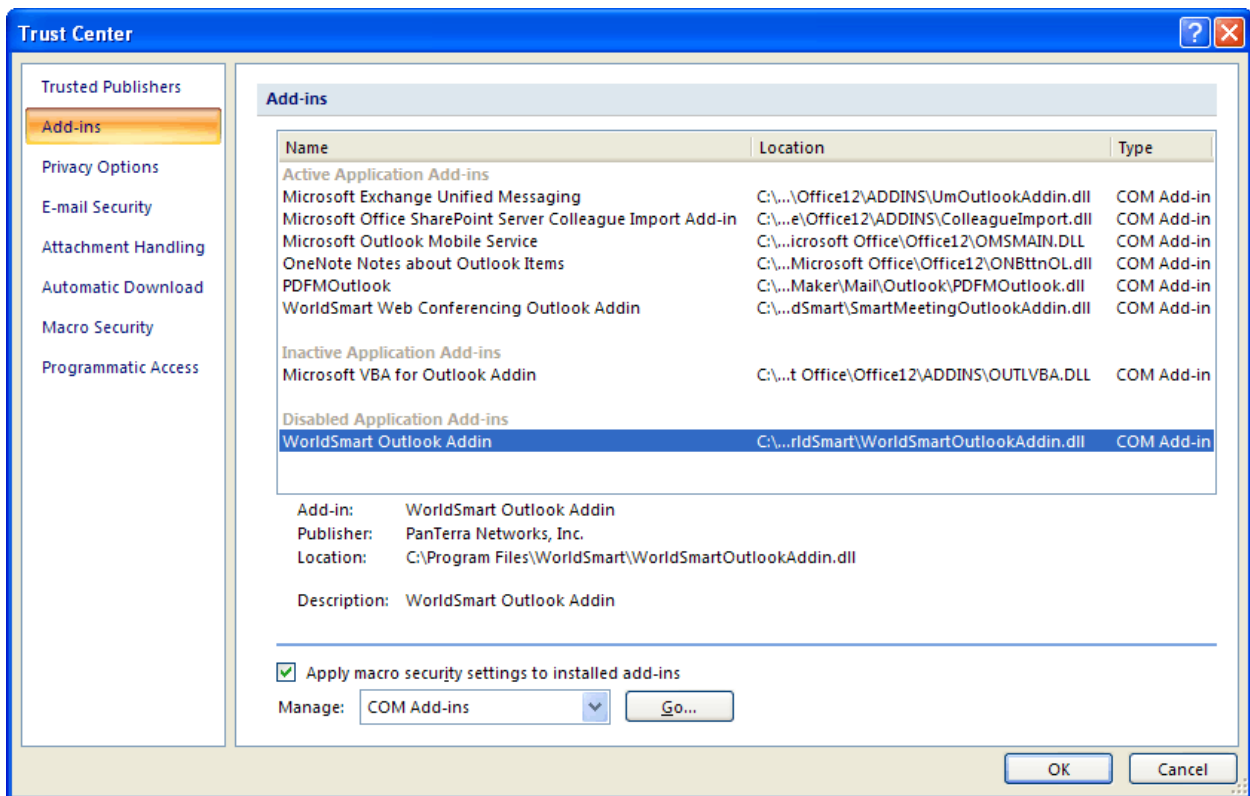 Trust Center
Trusted Publishers
Add-ins
Privacy Options
E-mail Security
Attachment Handling
Automatic Download
Macro Security
Programmatic Access
Add-ins
Name Location Type
Active Application Add-ins
Microsoft Exchange Unified Messaging C:\...\Office12\ADDINS\UmOutlookAddin.dll COM Add-in
Microsoft Office SharePoint Server Colleague Import Add-in C:\...e\Office12\ADDINS\ColleagueImport.dll COM Add-in
Microsoft Outlook Mobile Service C:\...icrosoft Office\Office12\OMSMAIN.DLL COM Add-in
OneNote Notes about Outlook Items C:\...Microsoft Office\Office12\ONBttnOL.dll COM Add-in
PDFMOutlook C:\...Maker\Mail\Outlook\PDFMOutlook.dll COM Add-in
WorldSmart Web Conferencing Outlook Addin C:\...dSmart\SmartMeetingOutlookAddin.dll COM Add-in
Inactive Application Add-ins
Microsoft VBA for Outlook Addin C:\...t Office\Office12\ADDINS\OUTLVBA.DLL COM Add-in
Disabled Application Add-ins
WorldSmart Outlook Addin C:\...rldSmart\WorldSmartOutlookAddin.dll COM Add-in
Add-in: WorldSmart Outlook Addin
Publisher: PanTerra Networks, Inc.
Location: C:\Program Files\WorldSmart\WorldSmartOutlookAddin.dll
Description: WorldSmart Outlook Addin
Apply macro security settings to installed add-ins
Manage: COM Add-ins Go...
OK Cancel